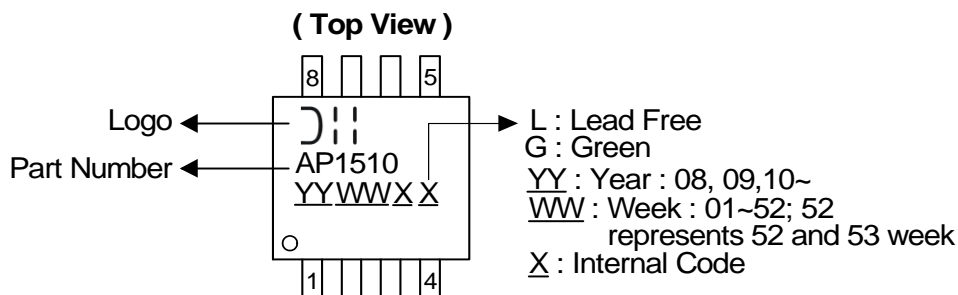 ( Top View )
8 5
Logo
Part Number
AP1510
YYWWX X
L : Lead Free
G : Green
YY : Year : 08, 09,10~
WW : Week : 01~52; 52
represents 52 and 53 week
X : Internal Code
1 4